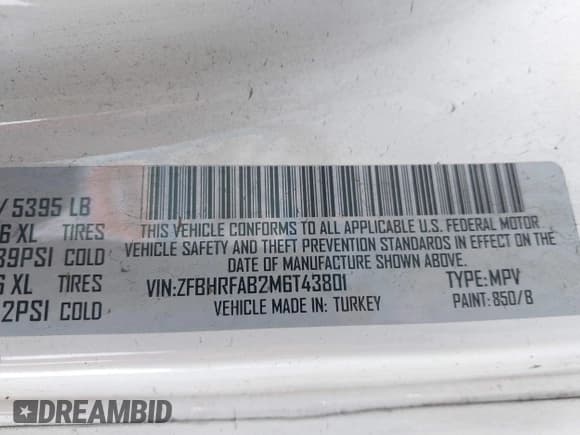 / 5395 LB
6 XL TIRES
39PSI COLD
6 XL TIRES
2PSI COLD
THIS VEHICLE CONFORMS TO ALL APPLICABLE U.S. FEDERAL MOTOR
VEHICLE SAFETY AND THEFT PREVENTION STANDARDS IN EFFECT ON THE
DATE OF MANUFACTURE SHOWN ABOVE.
VIN:ZFBHRFAB2M6T43801 TYPE:MPV
VEHICLE MADE IN: TURKEY PAINT: 850/B
DREAMBID